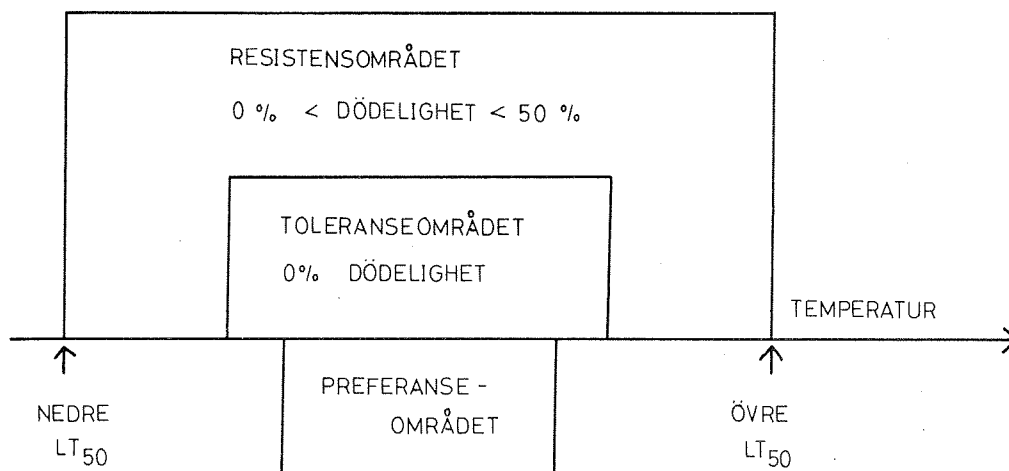 RESISTENSOMRÅDET
0 % < DÖDELIGHET < 50 %
TOLERANSEOMRÅDET
0% DÖDELIGHET
TEMPERATUR
PREFERANSE-
OMRÅDET
NEDRE
LT50
ÖVRE
LT50